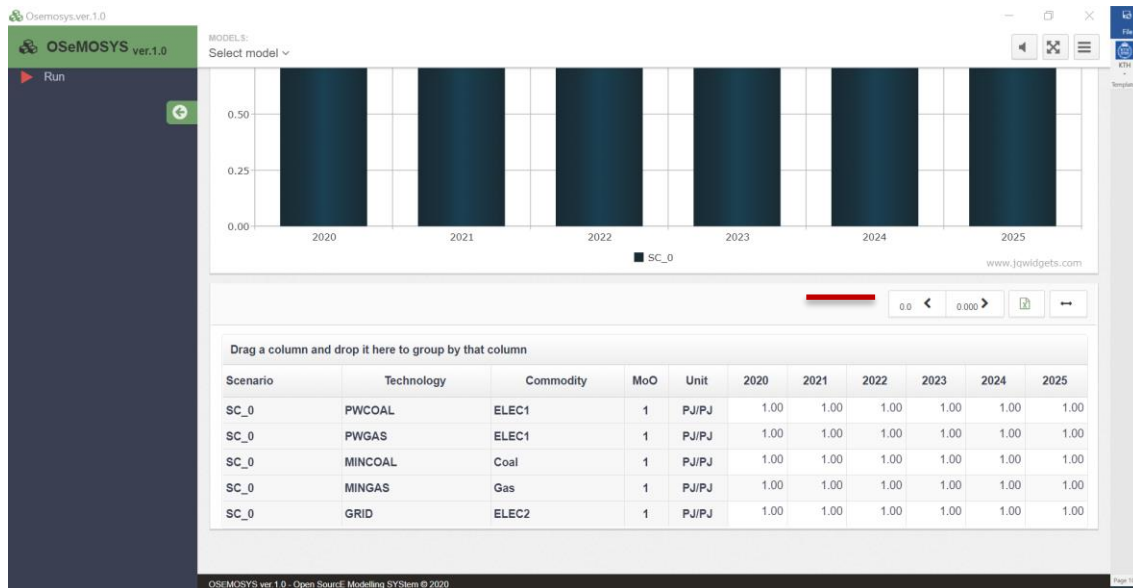 Osemosys.ver.1.0
OSeMOSYS ver.1.0
MODELS:
Select model
File
Run
KTH
0.50
0.25
0.00
2020 2021 2022 2023 2024 2025
SC_0
www.jqwidgets.com
0.0 0.000
Drag a column and drop it here to group by that column
Scenario Technology Commodity MoO Unit 2020 2021 2022 2023 2024 2025
SC_0 PWCOAL ELEC1 1 PJ/PJ 1.00 1.00 1.00 1.00 1.00 1.00
SC_0 PWGAS ELEC1 1 PJ/PJ 1.00 1.00 1.00 1.00 1.00 1.00
SC_0 MINCOAL Coal 1 PJ/PJ 1.00 1.00 1.00 1.00 1.00 1.00
SC_0 MINGAS Gas 1 PJ/PJ 1.00 1.00 1.00 1.00 1.00 1.00
SC_0 GRID ELEC2 1 PJ/PJ 1.00 1.00 1.00 1.00 1.00 1.00
OSEMOSYS ver.1.0 - Open SourcE Modelling SYStem © 2020